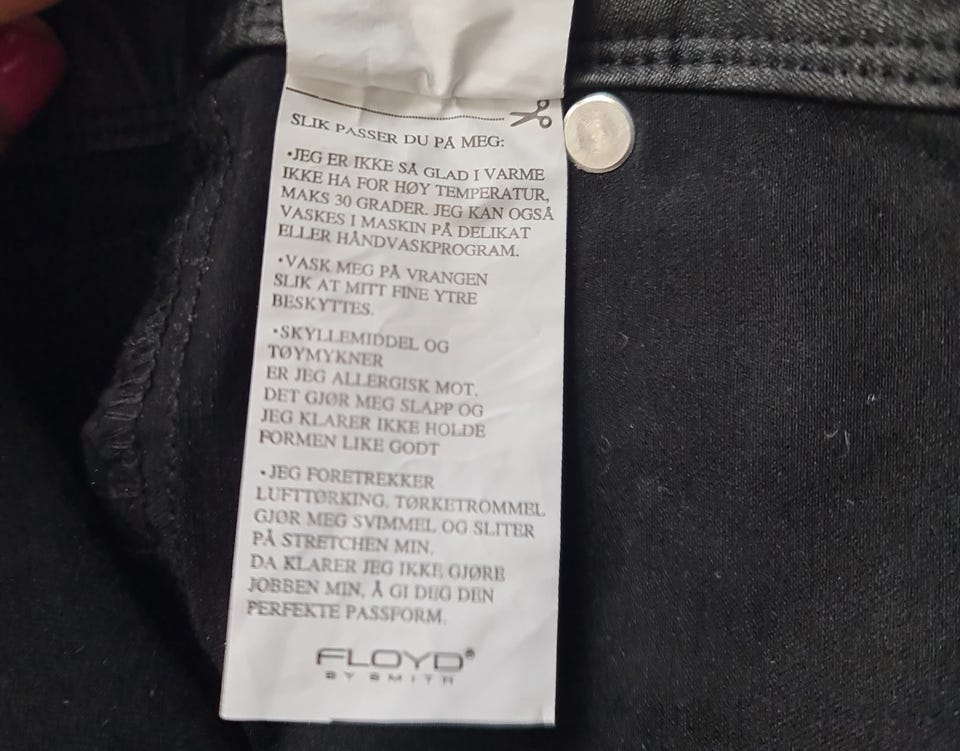 SLIK PASSER DU PÅ MEG:
•JEG ER IKKE SÅ GLAD I VARME
IKKE HA FOR HØY TEMPERATUR,
MAKS 30 GRADER. JEG KAN OGSÅ
VASKES I MASKIN PÅ DELIKAT
ELLER HÅNDVASKPROGRAM.
•VASK MEG PÅ VRANGEN
SLIK AT MITT FINE YTRE
BESKYTTES.
•SKYLLEMIDDEL OG
TØYMYKNER
ER JEG ALLERGISK MOT.
DET GJØR MEG SLAPP OG
JEG KLARER IKKE HOLDE
FORMEN LIKE GODT
•JEG FORETREKKER
LUFTTØRKING. TØRKETROMMEL
GJØR MEG SVIMMEL OG SLITER
PÅ STRETCHEN MIN.
DA KLARER JEG IKKE GJØRE
JOBBEN MIN, Å GI DEG DEN
PERFEKTE PASSFORM.
FLOYD®
BY SMITH